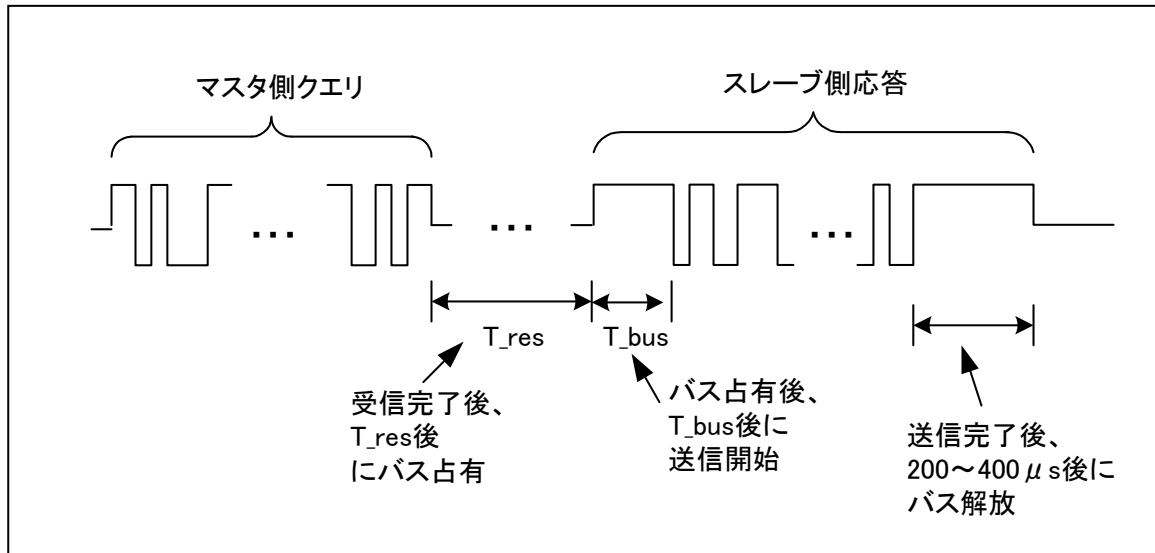 マスタ側クエリ
スレーブ側応答
･･･
･･･
･･･
T_res
T_bus
受信完了後、
T_res後
にバス占有
バス占有後、
T_bus後に
送信開始
送信完了後、
200～400μs後に
バス解放